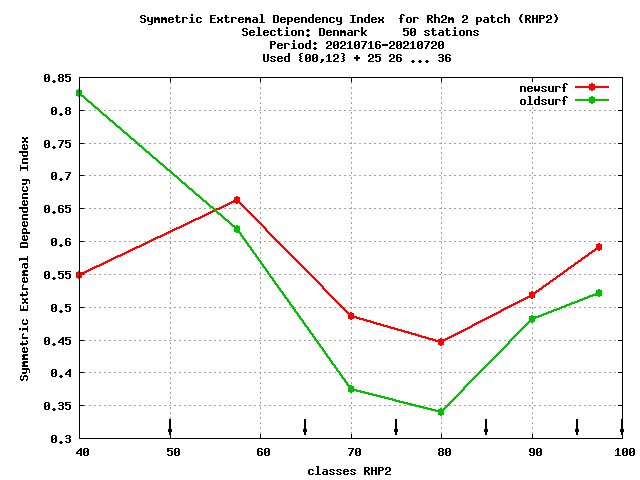 Symmetric Extremal Dependency Index  for Rh2m 2 patch (RHP2)
Selection: Denmark     50 stations
Period: 20210716-20210720
Used {00,12} + 25 26 ... 36
newsurf
oldsurf
Symmetric Extremal Dependency Index
0.85
0.8
0.75
0.7
0.65
0.6
0.55
0.5
0.45
0.4
0.35
0.3
40 50 60 70 80 90 100
classes RHP2